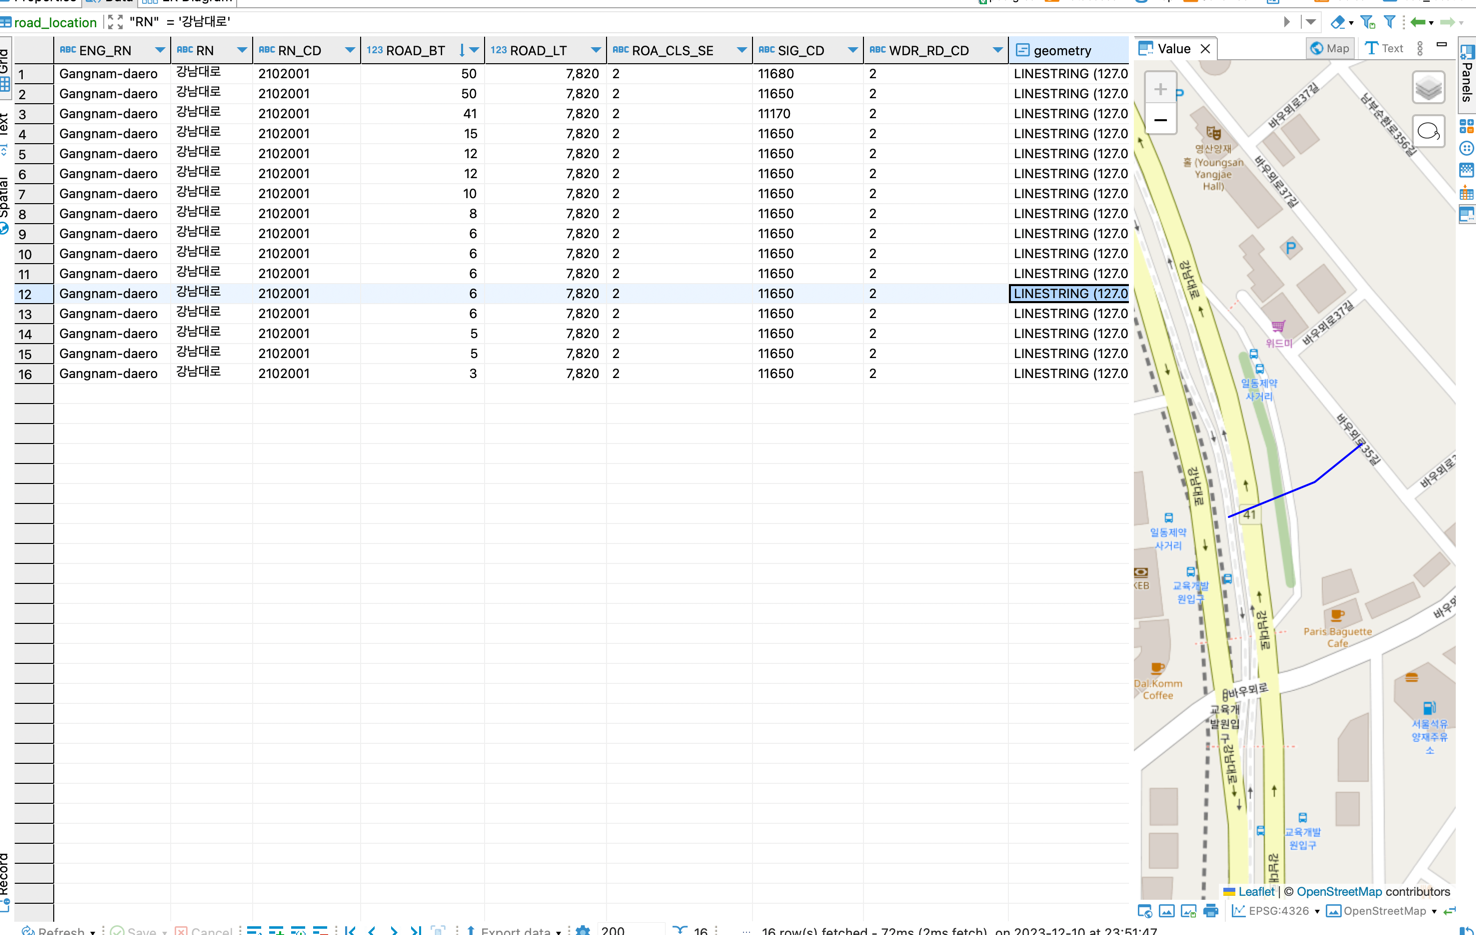 Properties Data ER Diagram
road_location "RN" = '강남대로'
Grid
Text
Spatial
Record
ENG_RN RN RN_CD ROAD_BT ROAD_LT ROA_CLS_SE SIG_CD WDR_RD_CD geometry
1 Gangnam-daero 강남대로 2102001 50 7,820 2 11680 2 LINESTRING (127.0
2 Gangnam-daero 강남대로 2102001 50 7,820 2 11650 2 LINESTRING (127.0
3 Gangnam-daero 강남대로 2102001 41 7,820 2 11170 2 LINESTRING (127.0
4 Gangnam-daero 강남대로 2102001 15 7,820 2 11650 2 LINESTRING (127.0
5 Gangnam-daero 강남대로 2102001 12 7,820 2 11650 2 LINESTRING (127.0
6 Gangnam-daero 강남대로 2102001 12 7,820 2 11650 2 LINESTRING (127.0
7 Gangnam-daero 강남대로 2102001 10 7,820 2 11650 2 LINESTRING (127.0
8 Gangnam-daero 강남대로 2102001 8 7,820 2 11650 2 LINESTRING (127.0
9 Gangnam-daero 강남대로 2102001 6 7,820 2 11650 2 LINESTRING (127.0
10 Gangnam-daero 강남대로 2102001 6 7,820 2 11650 2 LINESTRING (127.0
11 Gangnam-daero 강남대로 2102001 6 7,820 2 11650 2 LINESTRING (127.0
12 Gangnam-daero 강남대로 2102001 6 7,820 2 11650 2 LINESTRING (127.0
13 Gangnam-daero 강남대로 2102001 6 7,820 2 11650 2 LINESTRING (127.0
14 Gangnam-daero 강남대로 2102001 5 7,820 2 11650 2 LINESTRING (127.0
15 Gangnam-daero 강남대로 2102001 5 7,820 2 11650 2 LINESTRING (127.0
16 Gangnam-daero 강남대로 2102001 3 7,820 2 11650 2 LINESTRING (127.0
Value Map Text
Panels
바우뫼로37길
남부순환로356길
영산양재
홀 (Youngsan
Yangjae
Hall)
바우뫼로37길
강남대로
바우뫼로37길
위드미
일동제약
사거리
바우뫼로35길
강남대로
41
일동제약
사거리
KEB
교육개발
원입구
강남대로
Paris Baguette
Cafe
Dal.Komm
Coffee
바우뫼로
교육개
발원입
구
강남대로
서울석유
양재주유
소
교육개발
원입구
강남대
Leaflet | © OpenStreetMap contributors
EPSG:4326 OpenStreetMap
Refresh Save Cancel Export data 200 16 ... 16 row(s) fetched - 72ms (2ms fetch), on 2023-12-10 at 23:51:47